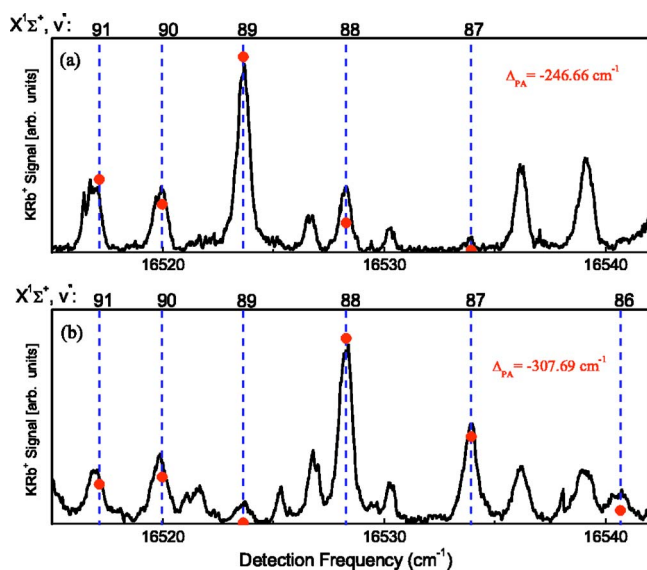 X¹Σ⁺, v": 91 90 89 88 87
(a)
Δ_PA = -246.66 cm⁻¹
KRb⁺ Signal [arb. units]
16520 16530 16540
X¹Σ⁺, v": 91 90 89 88 87 86
(b)
Δ_PA = -307.69 cm⁻¹
KRb⁺ Signal [arb. units]
16520 16530 16540
Detection Frequency (cm⁻¹)